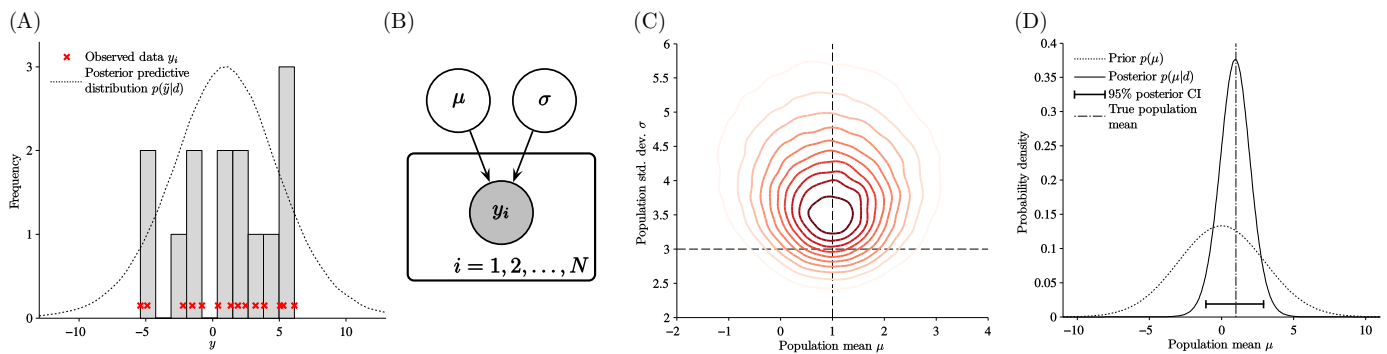 (A)
Observed data yᵢ
Posterior predictive
distribution p(ỹ|d)
Frequency
3
2
1
0
−5
0
5
10
y
(B)
μ
σ
yᵢ
i = 1, 2, . . . , N
(C)
Population std. dev. σ
6
5.5
5
4.5
4
3.5
3
2.5
2
−2
−1
0
1
2
3
4
Population mean μ
(D)
Prior p(μ)
Posterior p(μ|d)
95% posterior CI
True population
mean
Probability density
0.4
0.35
0.3
0.25
0.2
0.15
0.1
0.05
0
−10
−5
0
5
10
Population mean μ